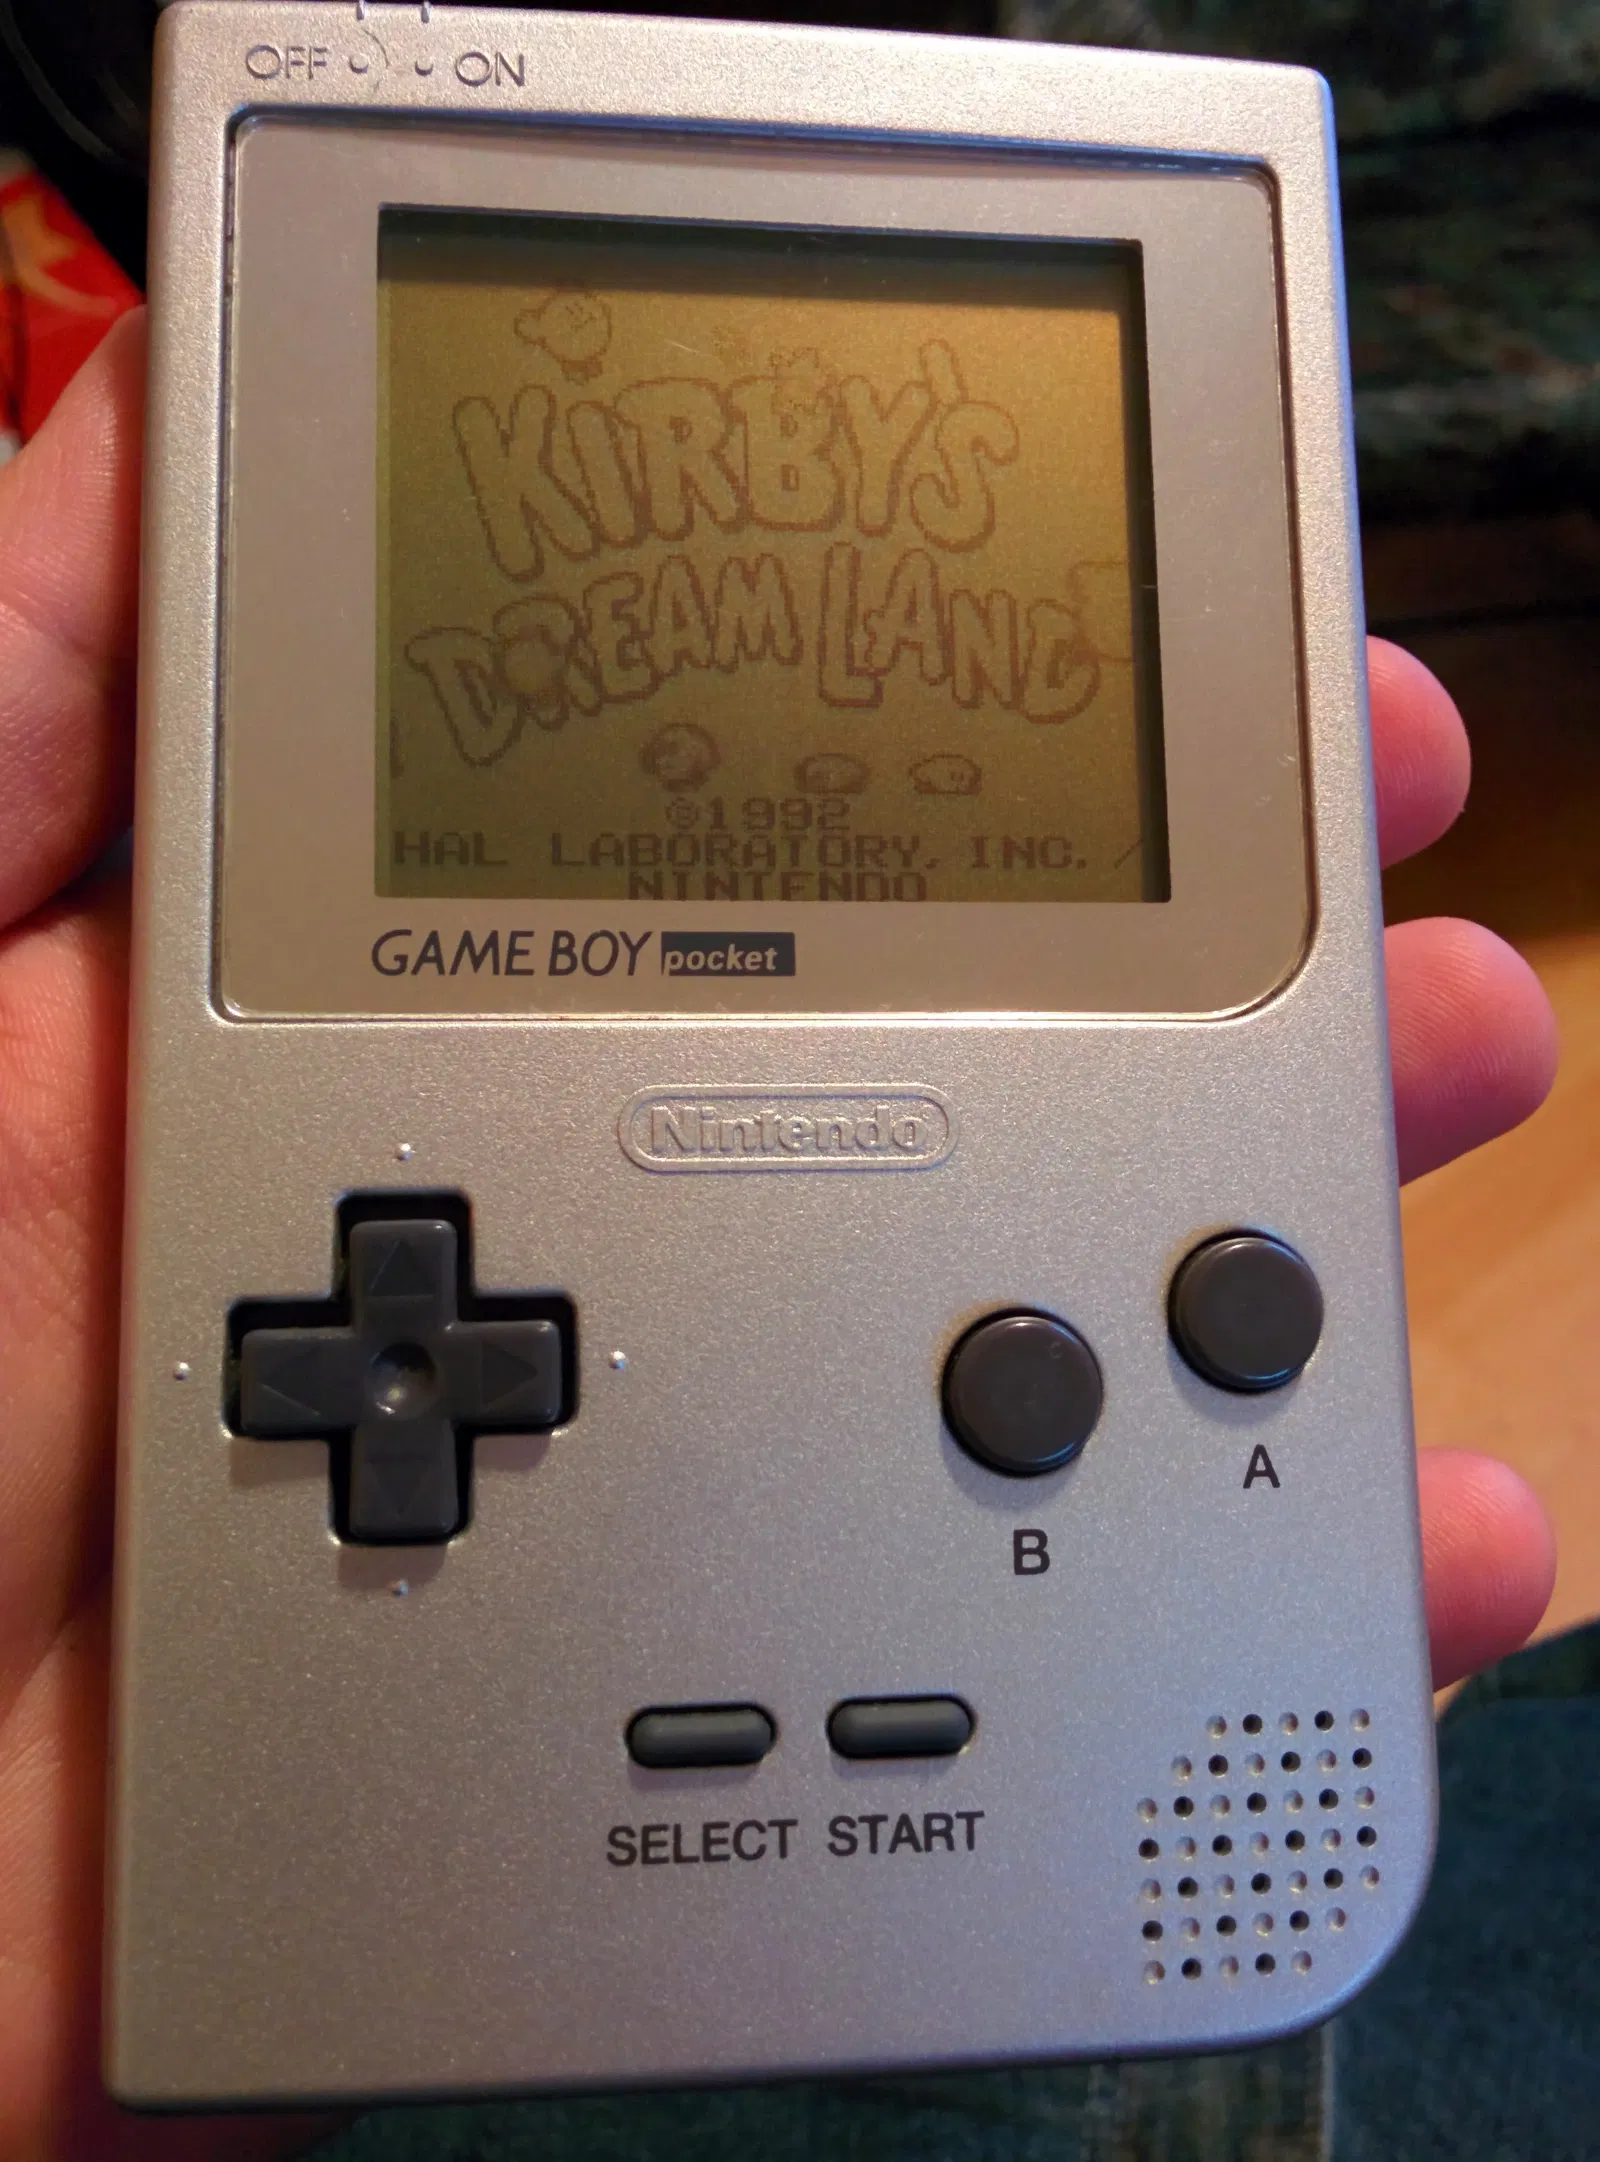 OFF ON
KIRBY'S
DREAM LAND
©1992
HAL LABORATORY, INC. /
NINTENDO
GAME BOY pocket
Nintendo
A
B
SELECT START